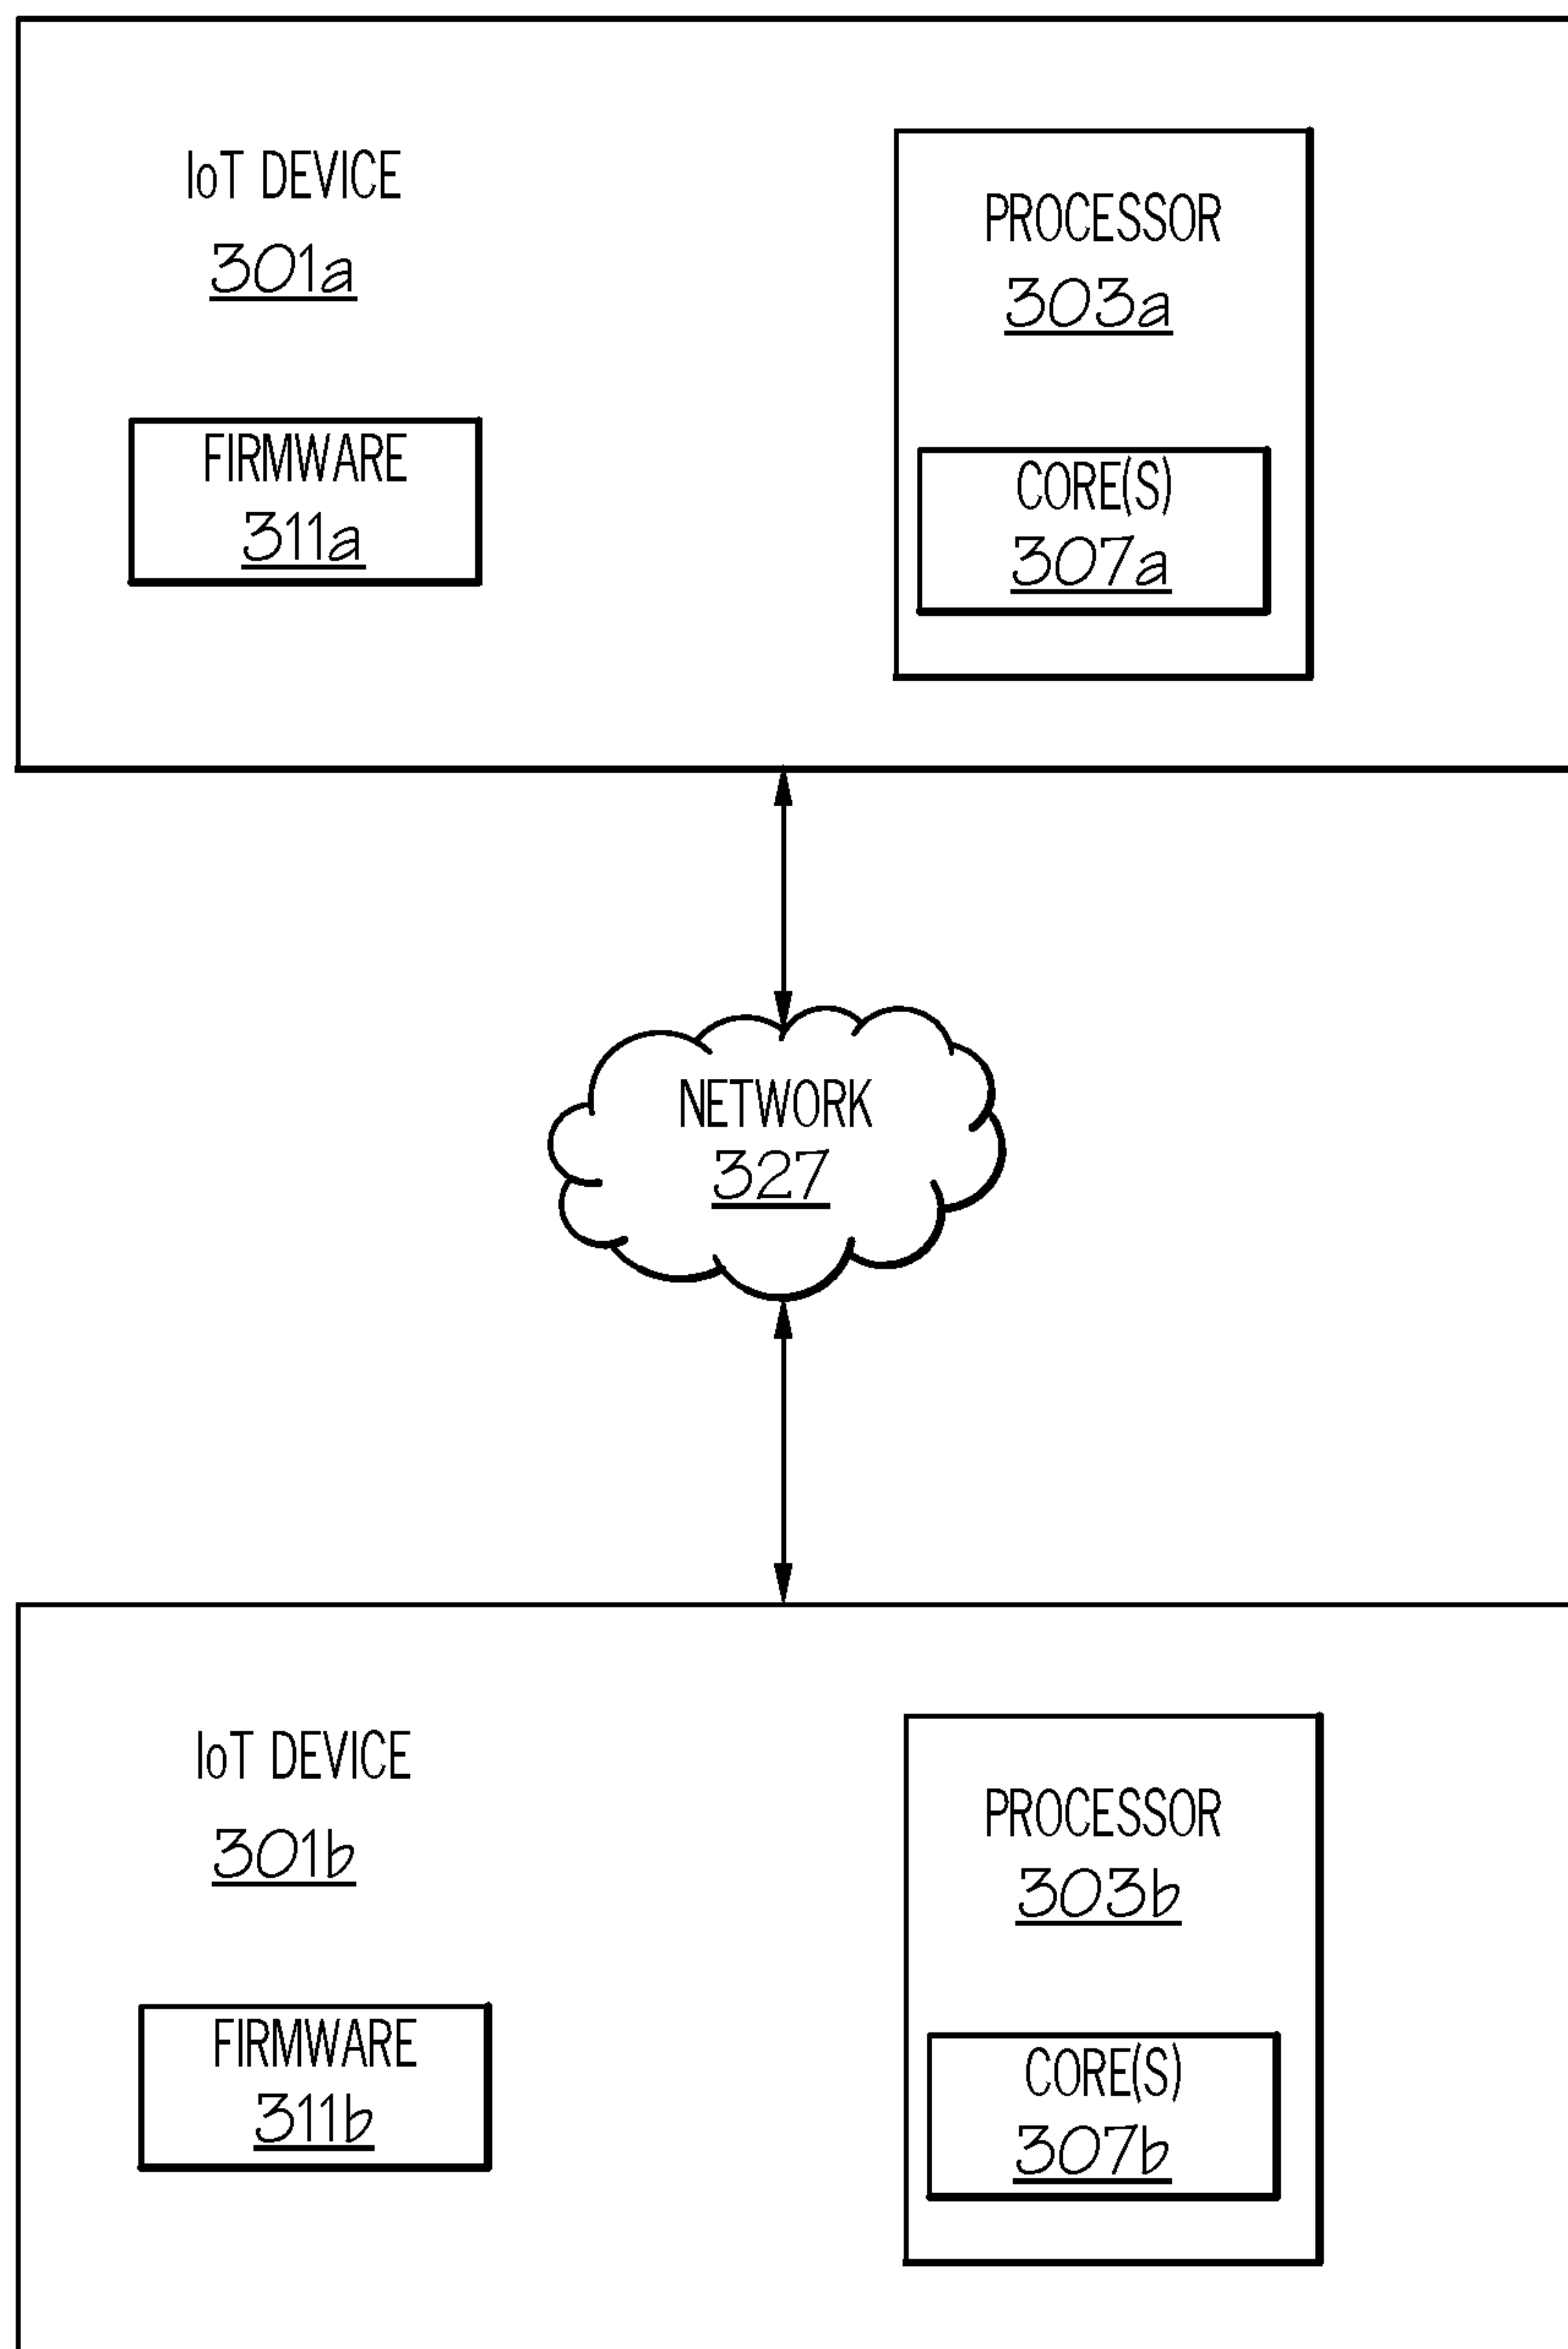 IoT DEVICE
301a
FIRMWARE
311a
PROCESSOR
303a
CORE(S)
307a
NETWORK
327
IoT DEVICE
301b
FIRMWARE
311b
PROCESSOR
303b
CORE(S)
307b